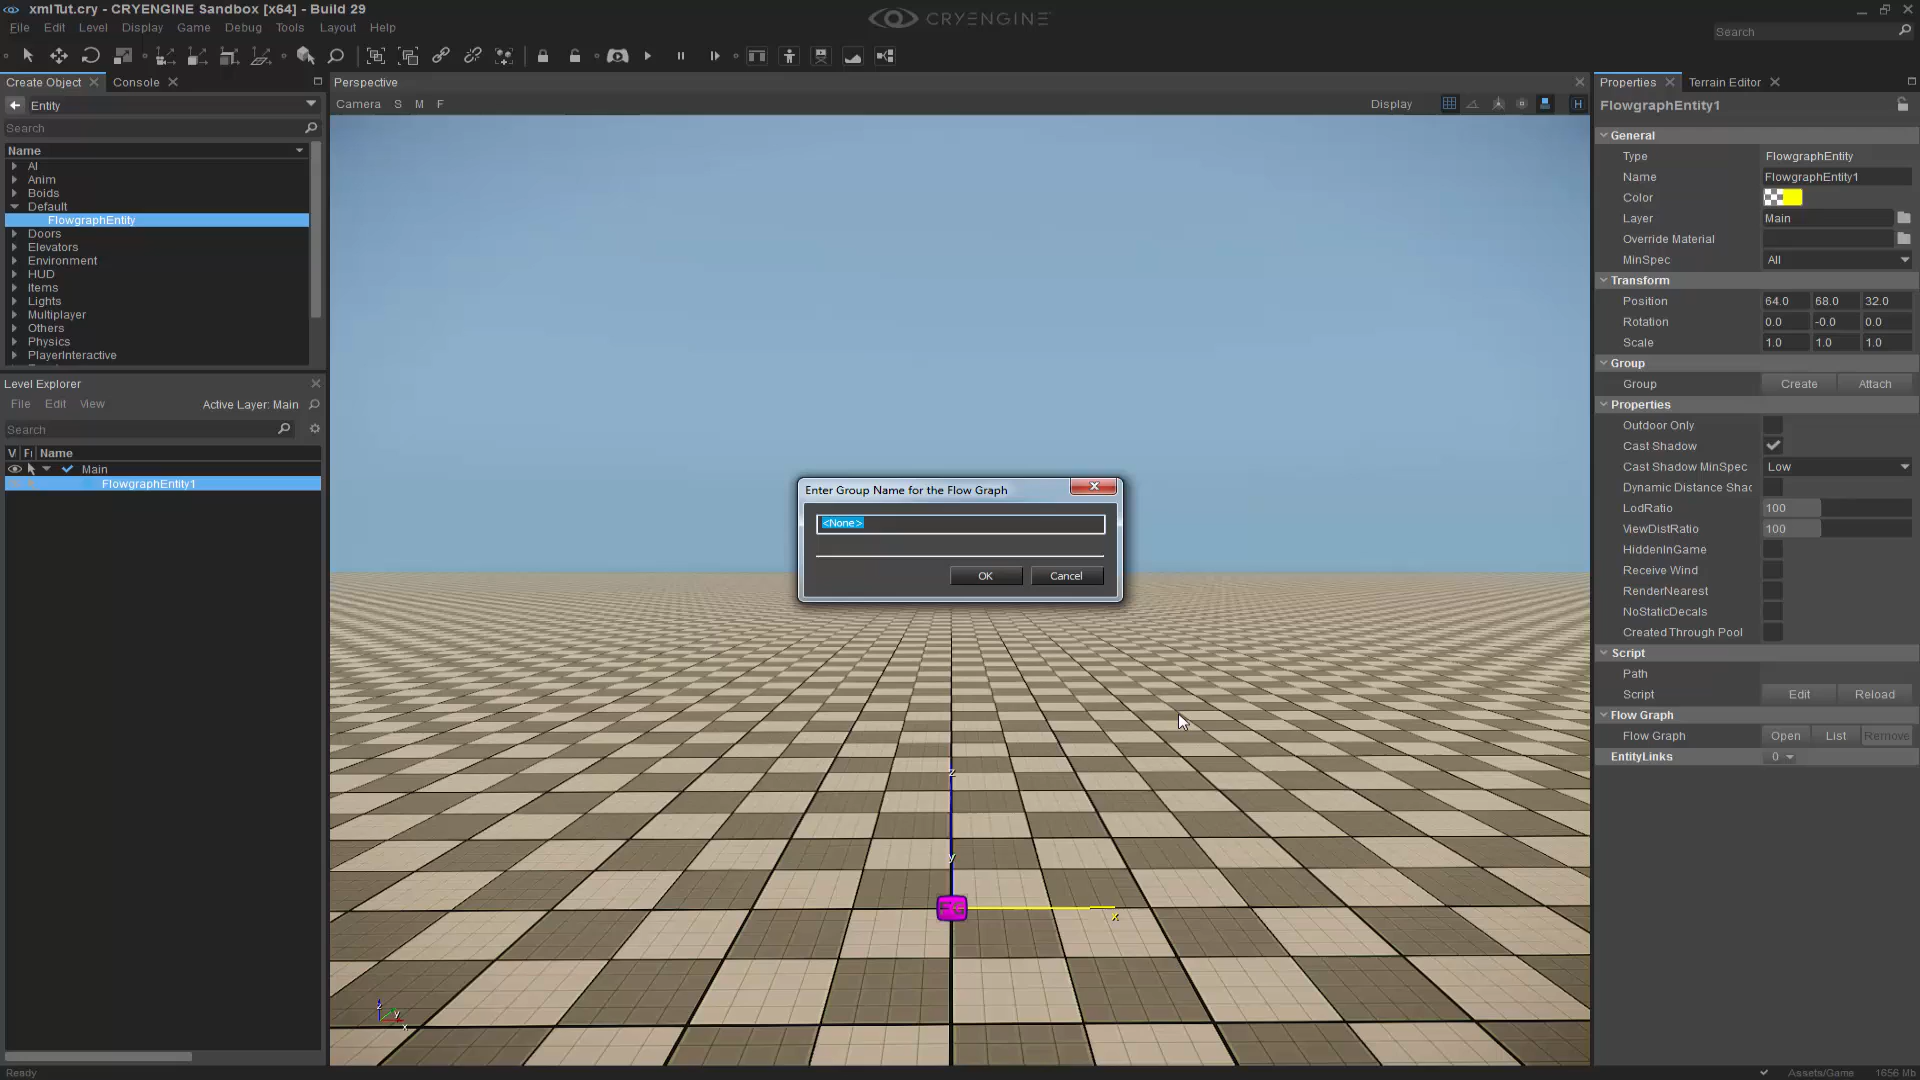 xmlTut.cry - CRYENGINE Sandbox [x64] - Build 29
CRYENGINE
File Edit Level Display Game Debug Tools Layout Help
Search
Create Object
Console
Entity
Search
Name
AI
Anim
Boids
Default
FlowgraphEntity
Doors
Elevators
Environment
HUD
Items
Lights
Multiplayer
Others
Physics
PlayerInteractive
Level Explorer
File Edit View Active Layer: Main
Search
V Name
Main
FlowgraphEntity1
Perspective
Camera S M F
Display
H
Enter Group Name for the Flow Graph
<None>
OK Cancel
z
y
x
FG
z
y
x
Properties
Terrain Editor
FlowgraphEntity1
General
Type FlowgraphEntity
Name FlowgraphEntity1
Color
Layer Main
Override Material
MinSpec All
Transform
Position 64.0 68.0 32.0
Rotation 0.0 -0.0 0.0
Scale 1.0 1.0 1.0
Group
Group Create Attach
Properties
Outdoor Only
Cast Shadow
Cast Shadow MinSpec Low
Dynamic Distance Shac
LodRatio 100
ViewDistRatio 100
HiddenInGame
Receive Wind
RenderNearest
NoStaticDecals
Created Through Pool
Script
Path
Script Edit Reload
Flow Graph
Flow Graph Open List Remove
EntityLinks 0
Ready
Assets/Game 1656 Mb